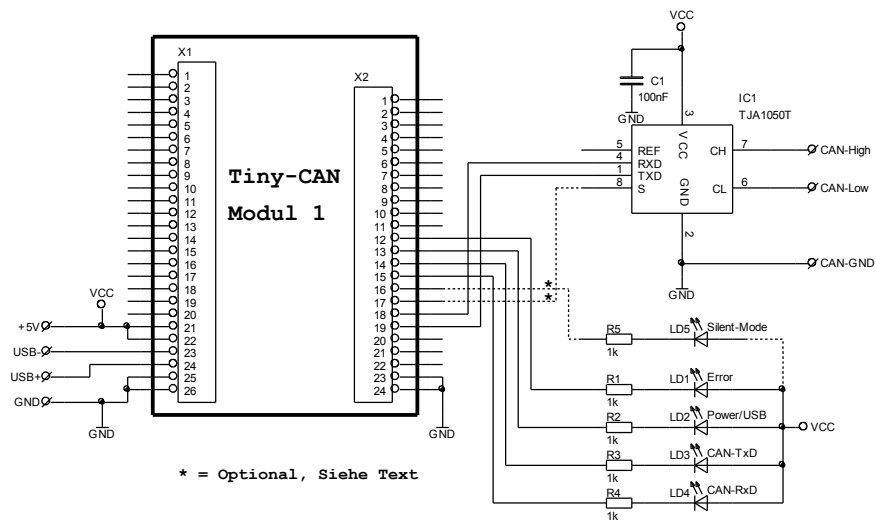 VCC
X1
1
2
3
4
5
6
7
8
9
10
11
12
13
14
15
16
17
18
19
20
21
22
23
24
25
26
X2
1
2
3
4
5
6
7
8
9
10
11
12
13
14
15
16
17
18
19
20
21
22
23
24
Tiny-CAN
Modul 1
VCC
+5V
USB-
USB+
GND
GND
GND
C1
100nF
GND
IC1
TJA1050T
3
VCC
5 REF
4 RXD
1 TXD
8 S
CH 7
CL 6
GND
2
CAN-High
CAN-Low
CAN-GND
GND
*
*
R5
1k
LD5
Silent-Mode
R1
1k
LD1
Error
R2
1k
LD2
Power/USB
VCC
R3
1k
LD3
CAN-TxD
R4
1k
LD4
CAN-RxD
* = Optional, Siehe Text